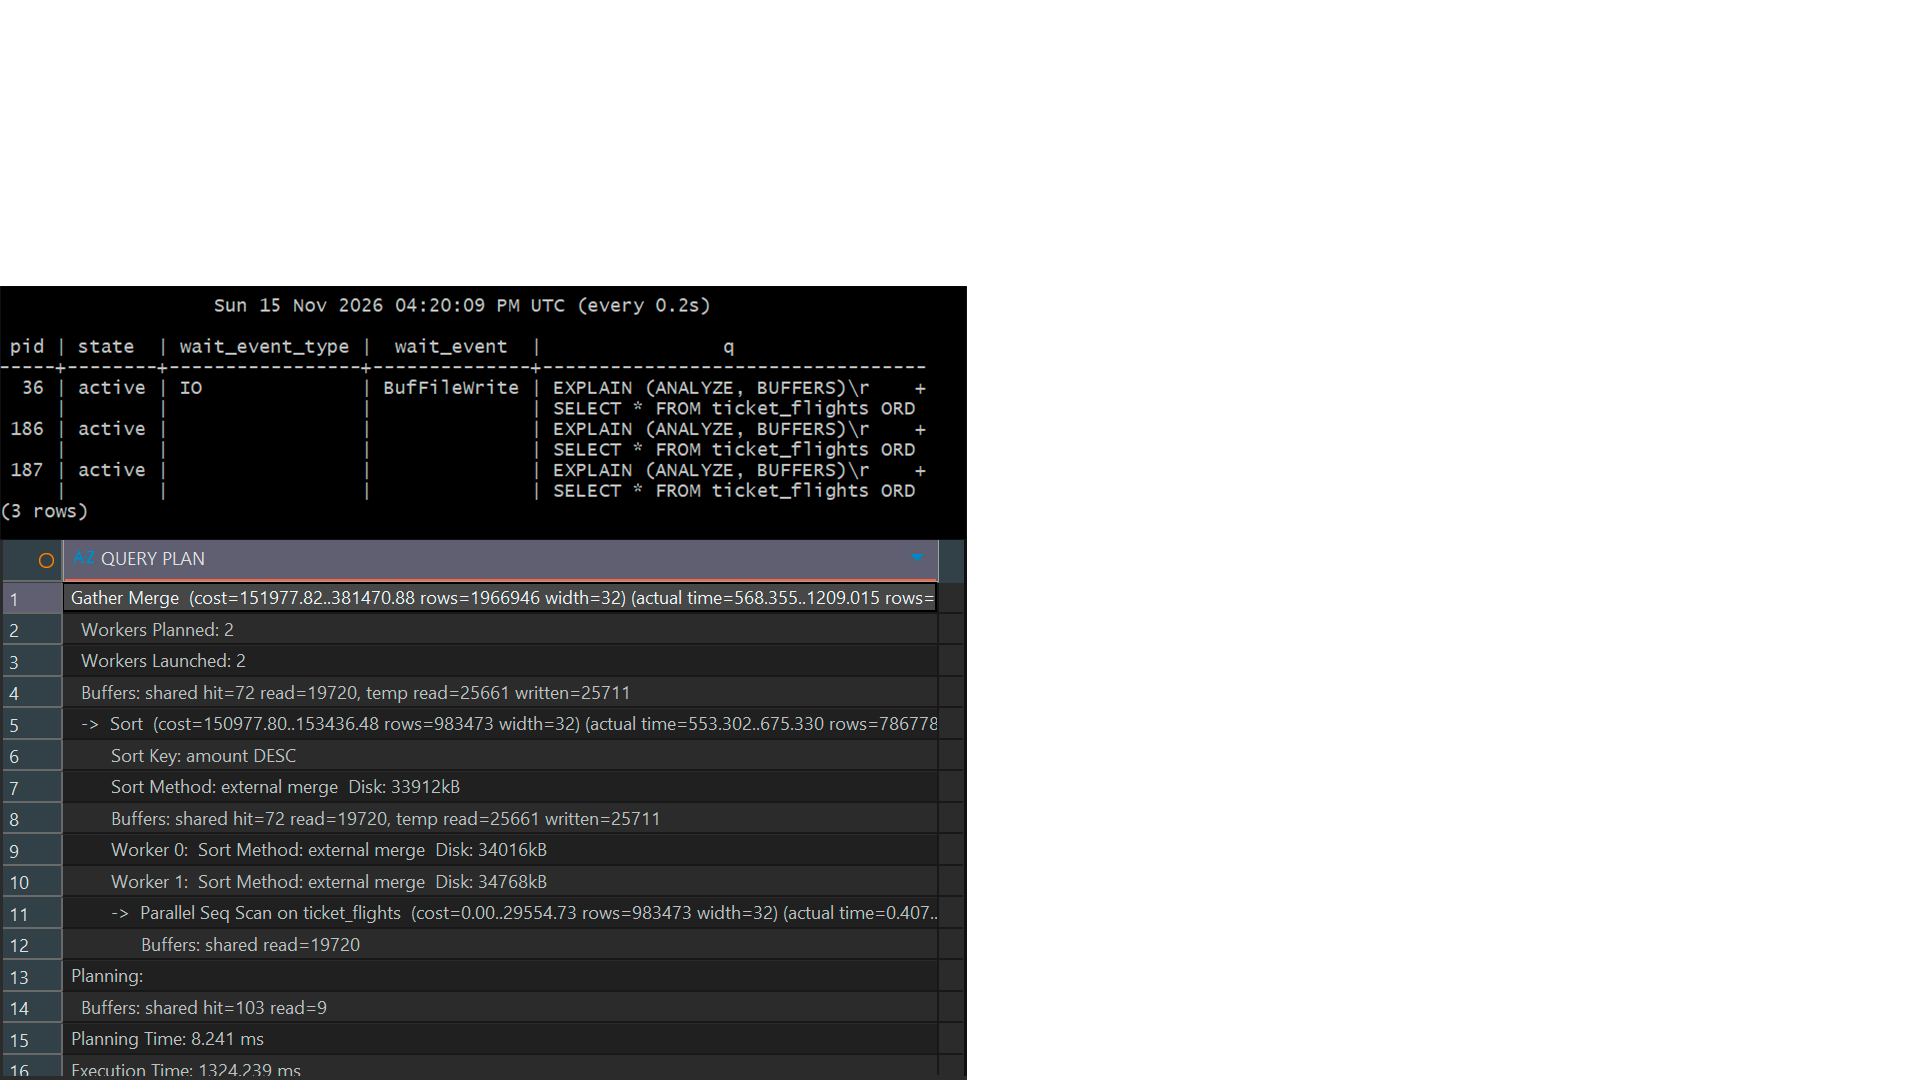 Sun 15 Nov 2026 04:20:09 PM UTC (every 0.2s)
pid | state | wait_event_type | wait_event | q
-----+--------+-----------------+--------------+----------------------------------
36 | active | IO | BufFileWrite | EXPLAIN (ANALYZE, BUFFERS)\r +
| | | | SELECT * FROM ticket_flights ORD
186 | active | | | EXPLAIN (ANALYZE, BUFFERS)\r +
| | | | SELECT * FROM ticket_flights ORD
187 | active | | | EXPLAIN (ANALYZE, BUFFERS)\r +
| | | | SELECT * FROM ticket_flights ORD
(3 rows)
A-Z QUERY PLAN
1 Gather Merge (cost=151977.82..381470.88 rows=1966946 width=32) (actual time=568.355..1209.015 rows=
2 Workers Planned: 2
3 Workers Launched: 2
4 Buffers: shared hit=72 read=19720, temp read=25661 written=25711
5 -> Sort (cost=150977.80..153436.48 rows=983473 width=32) (actual time=553.302..675.330 rows=786778
6 Sort Key: amount DESC
7 Sort Method: external merge Disk: 33912kB
8 Buffers: shared hit=72 read=19720, temp read=25661 written=25711
9 Worker 0: Sort Method: external merge Disk: 34016kB
10 Worker 1: Sort Method: external merge Disk: 34768kB
11 -> Parallel Seq Scan on ticket_flights (cost=0.00..29554.73 rows=983473 width=32) (actual time=0.407..
12 Buffers: shared read=19720
13 Planning:
14 Buffers: shared hit=103 read=9
15 Planning Time: 8.241 ms
16 Execution Time: 1324.239 ms